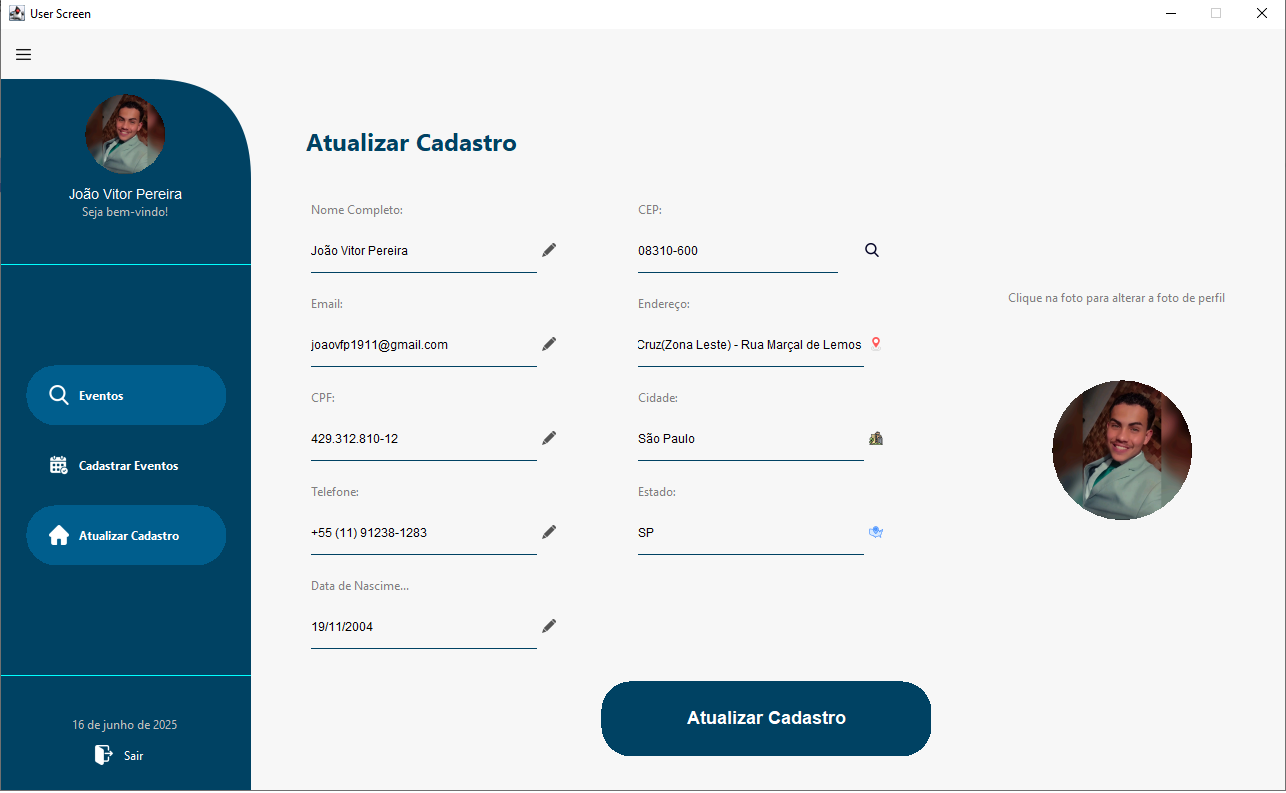 User Screen
João Vitor Pereira
Seja bem-vindo!
Eventos
Cadastrar Eventos
Atualizar Cadastro
16 de junho de 2025
Sair
Atualizar Cadastro
Nome Completo:
João Vitor Pereira
Email:
joaovfp1911@gmail.com
CPF:
429.312.810-12
Telefone:
+55 (11) 91238-1283
Data de Nascime...
19/11/2004
CEP:
08310-600
Endereço:
Cruz(Zona Leste) - Rua Marçal de Lemos
Cidade:
São Paulo
Estado:
SP
Clique na foto para alterar a foto de perfil
Atualizar Cadastro